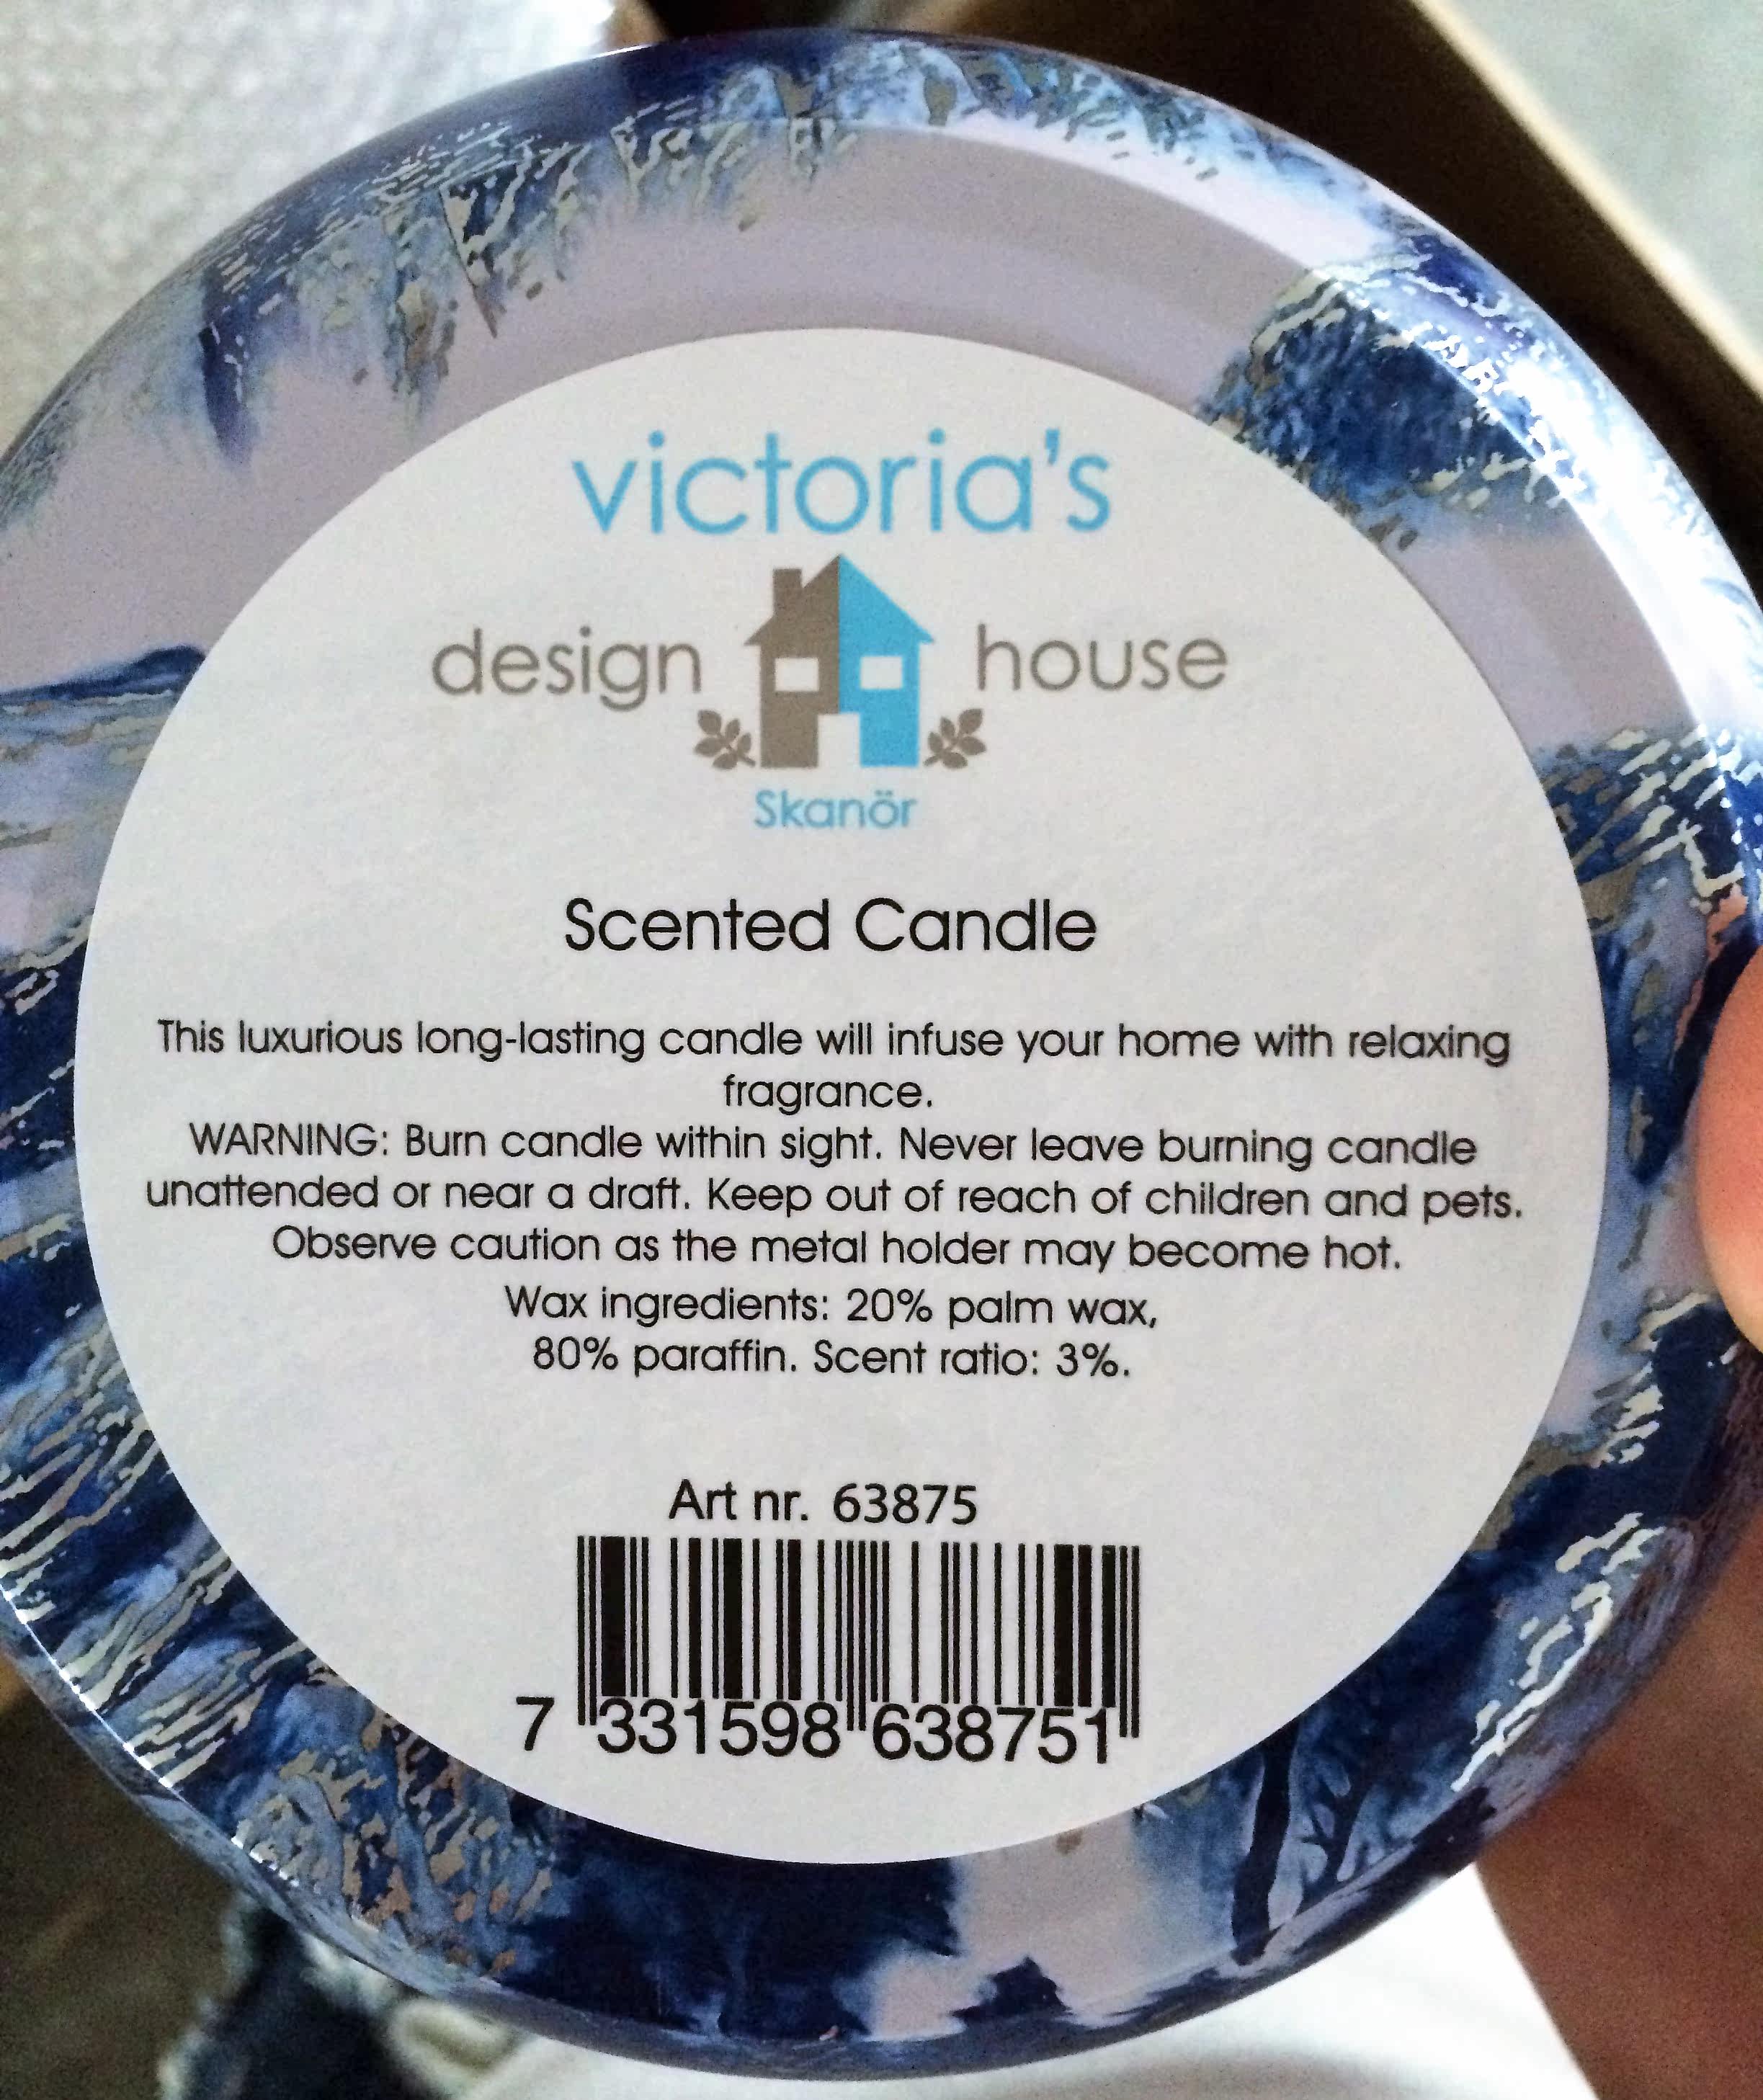 victoria's
design house
Skanör
Scented Candle
This luxurious long-lasting candle will infuse your home with relaxing
fragrance.
WARNING: Burn candle within sight. Never leave burning candle
unattended or near a draft. Keep out of reach of children and pets.
Observe caution as the metal holder may become hot.
Wax ingredients: 20% palm wax,
80% paraffin. Scent ratio: 3%.
Art nr. 63875
7 331598 638751